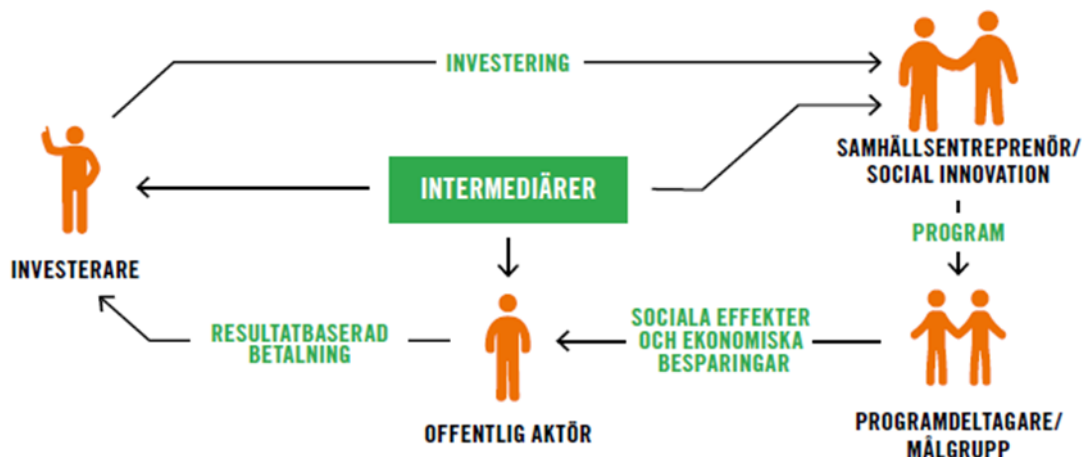 INVESTERING
SAMHÄLLSENTREPRENÖR/
SOCIAL INNOVATION
INTERMEDIÄRER
PROGRAM
INVESTERARE
RESULTATBASERAD
BETALNING
SOCIALA EFFEKTER
OCH EKONOMISKA
BESPARINGAR
OFFENTLIG AKTÖR
PROGRAMDELTAGARE/
MÅLGRUPP